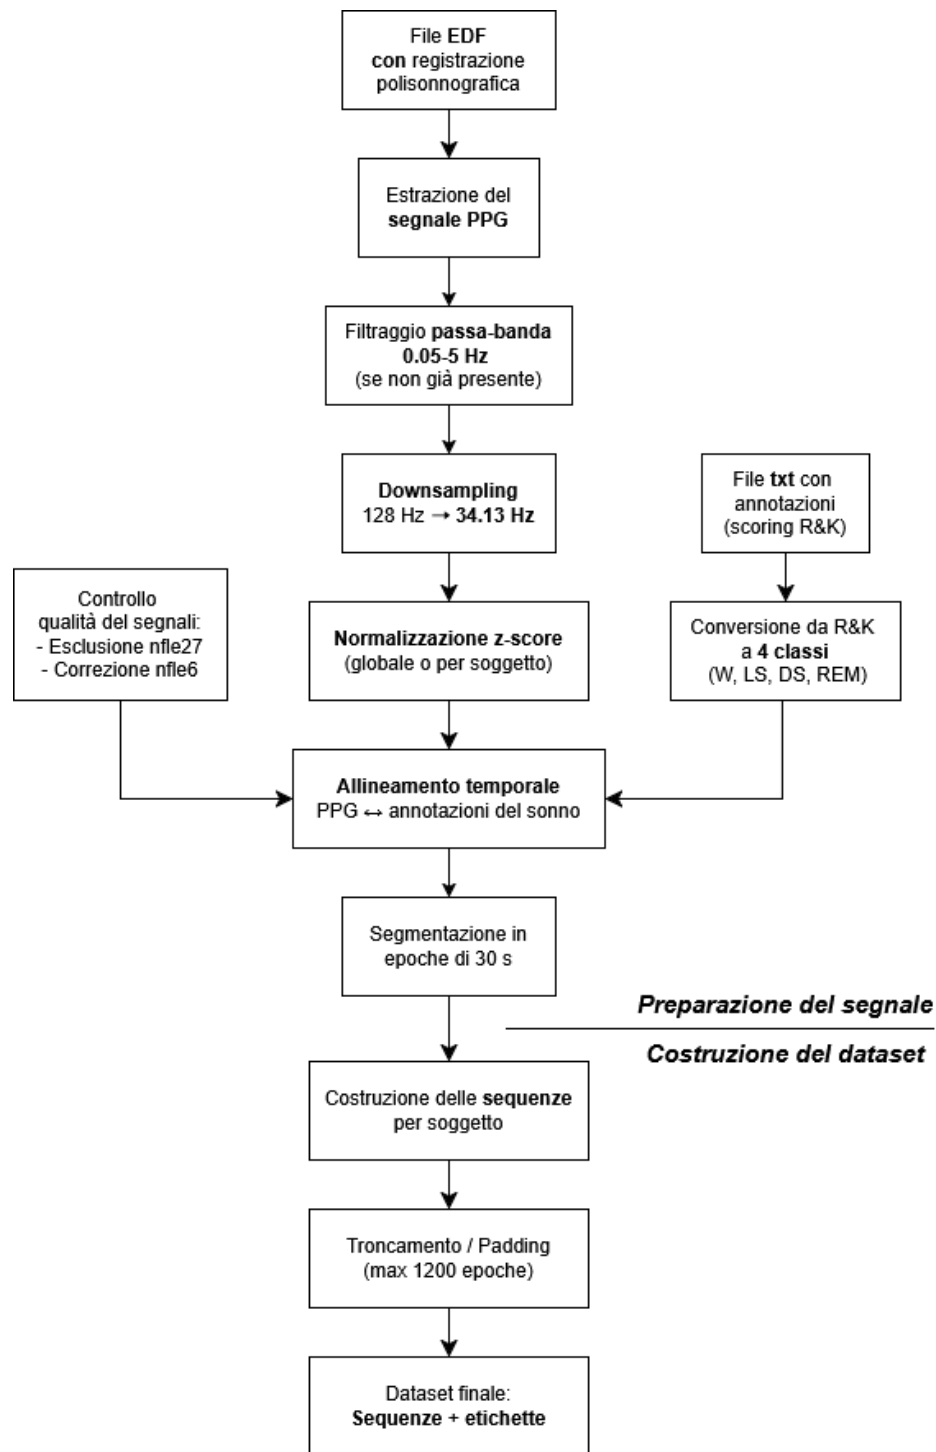 File EDF
con registrazione
polisonnografica
Estrazione del
segnale PPG
Filtraggio passa-banda
0.05-5 Hz
(se non già presente)
Downsampling
128 Hz → 34.13 Hz
File txt con
annotazioni
(scoring R&K)
Controllo
qualità del segnali:
- Esclusione nfle27
- Correzione nfle6
Normalizzazione z-score
(globale o per soggetto)
Conversione da R&K
a 4 classi
(W, LS, DS, REM)
Allineamento temporale
PPG ↔ annotazioni del sonno
Segmentazione in
epoche di 30 s
Preparazione del segnale
Costruzione del dataset
Costruzione delle sequenze
per soggetto
Troncamento / Padding
(max 1200 epoche)
Dataset finale:
Sequenze + etichette